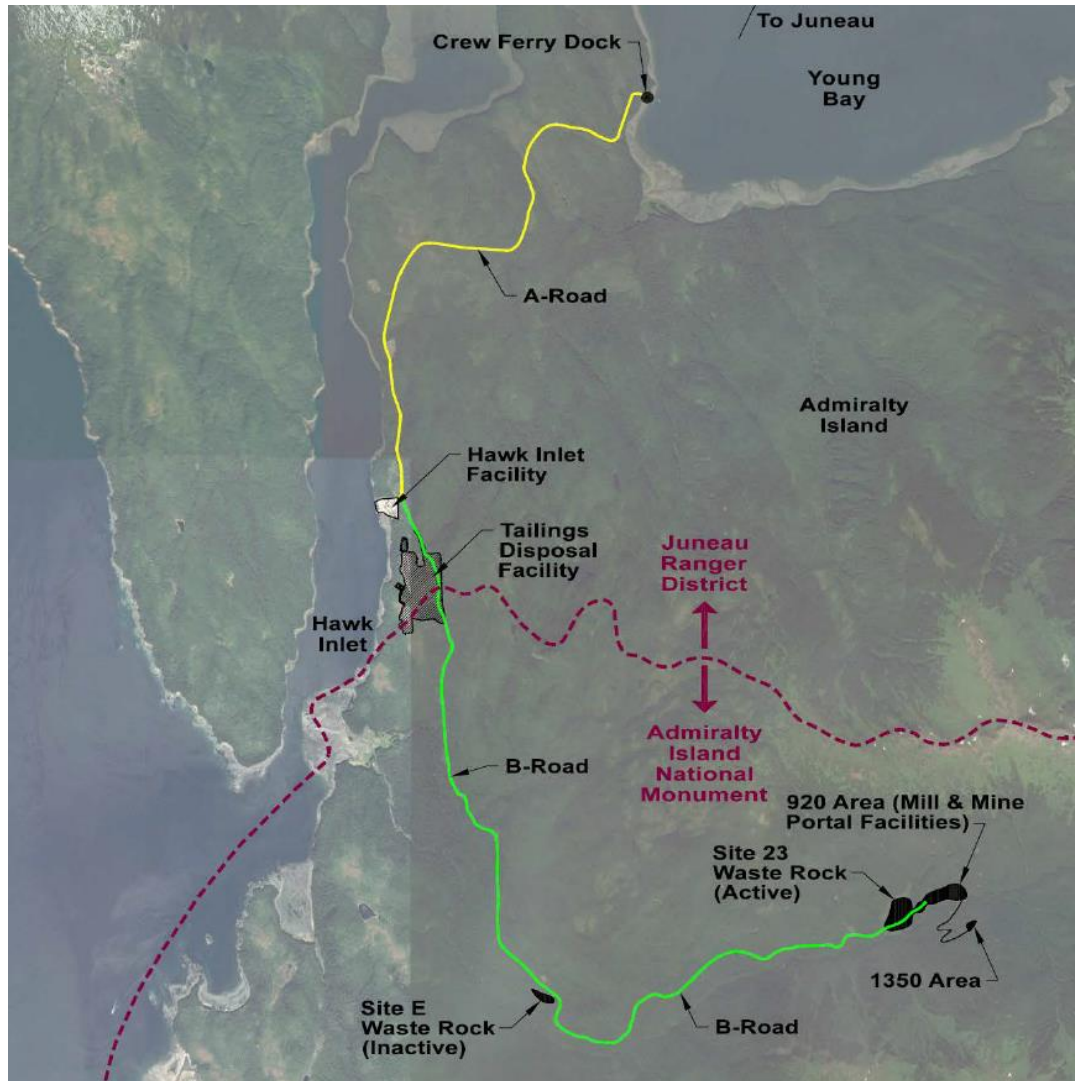 To Juneau
Crew Ferry Dock
Young
Bay
A-Road
Admiralty
Island
Hawk Inlet
Facility
Tailings
Disposal
Facility
Juneau
Ranger
District
Hawk
Inlet
Admiralty
Island
National
Monument
B-Road
920 Area (Mill & Mine
Portal Facilities)
Site 23
Waste Rock
(Active)
1350 Area
Site E
Waste Rock
(Inactive)
B-Road